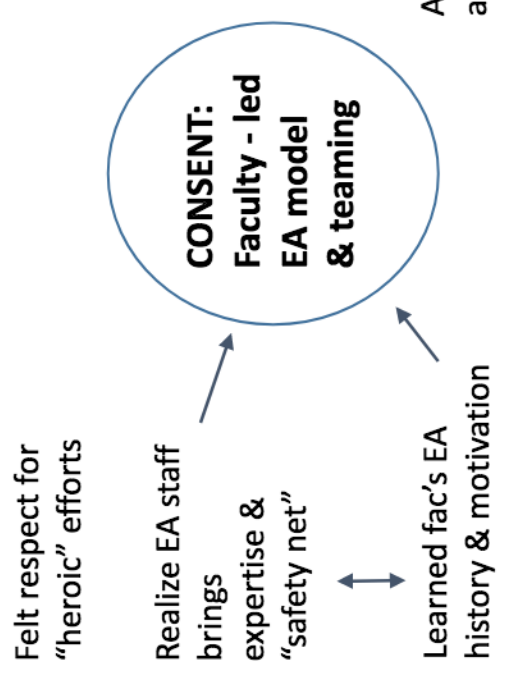 Felt respect for
“heroic” efforts
Realize EA staff
brings
expertise &
“safety net”
Learned fac’s EA
history & motivation
CONSENT:
Faculty - led
EA model
& teaming
A
a